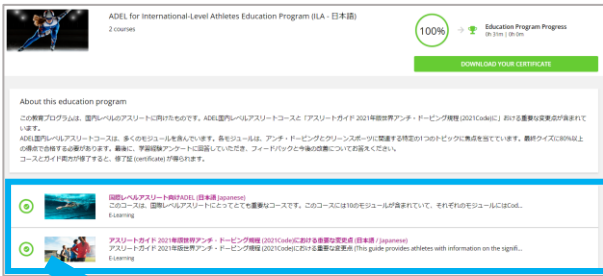 ADEL for International-Level Athletes Education Program (ILA - 日本語)
2 courses
100%
Education Program Progress
0h 31m | 0h 0m
DOWNLOAD YOUR CERTIFICATE
About this education program
この教育プログラムは、国内レベルのアスリートに向けたものです。ADEL国内レベルアスリートコースと「アスリートガイド 2021年版世界アンチ・ドーピング規程 (2021Code)に」おける重要な変更点が含まれて
います。
ADEL国内レベルアスリートコースは、多くのモジュールを含んでいます。各モジュールは、アンチ・ドーピングとクリーンスポーツに関連する特定の1つのトピックに焦点を当てています。最終クイズに80%以上
の得点で合格する必要があります。最後に、学習経験アンケートに回答していただき、フィードバックと今後の改善についてお答えください。
コースとガイド両方が修了すると、修了証 (certificate) が得られます。
国際レベルアスリート向けADEL (日本語 Japanese)
このコースは、国際レベルアスリートにとってとても重要なコースです。このコースには10のモジュールが含まれていて、それぞれのモジュールにはCod...
E-Learning
アスリートガイド 2021年版世界アンチ・ドーピング規程 (2021Code)における重要な変更点 (日本語 / Japanese)
アスリートガイド 2021年版世界アンチ・ドーピング規程 (2021Code)における重要な変更点 (This guide provides athletes with information on the signifi...
E-Learning